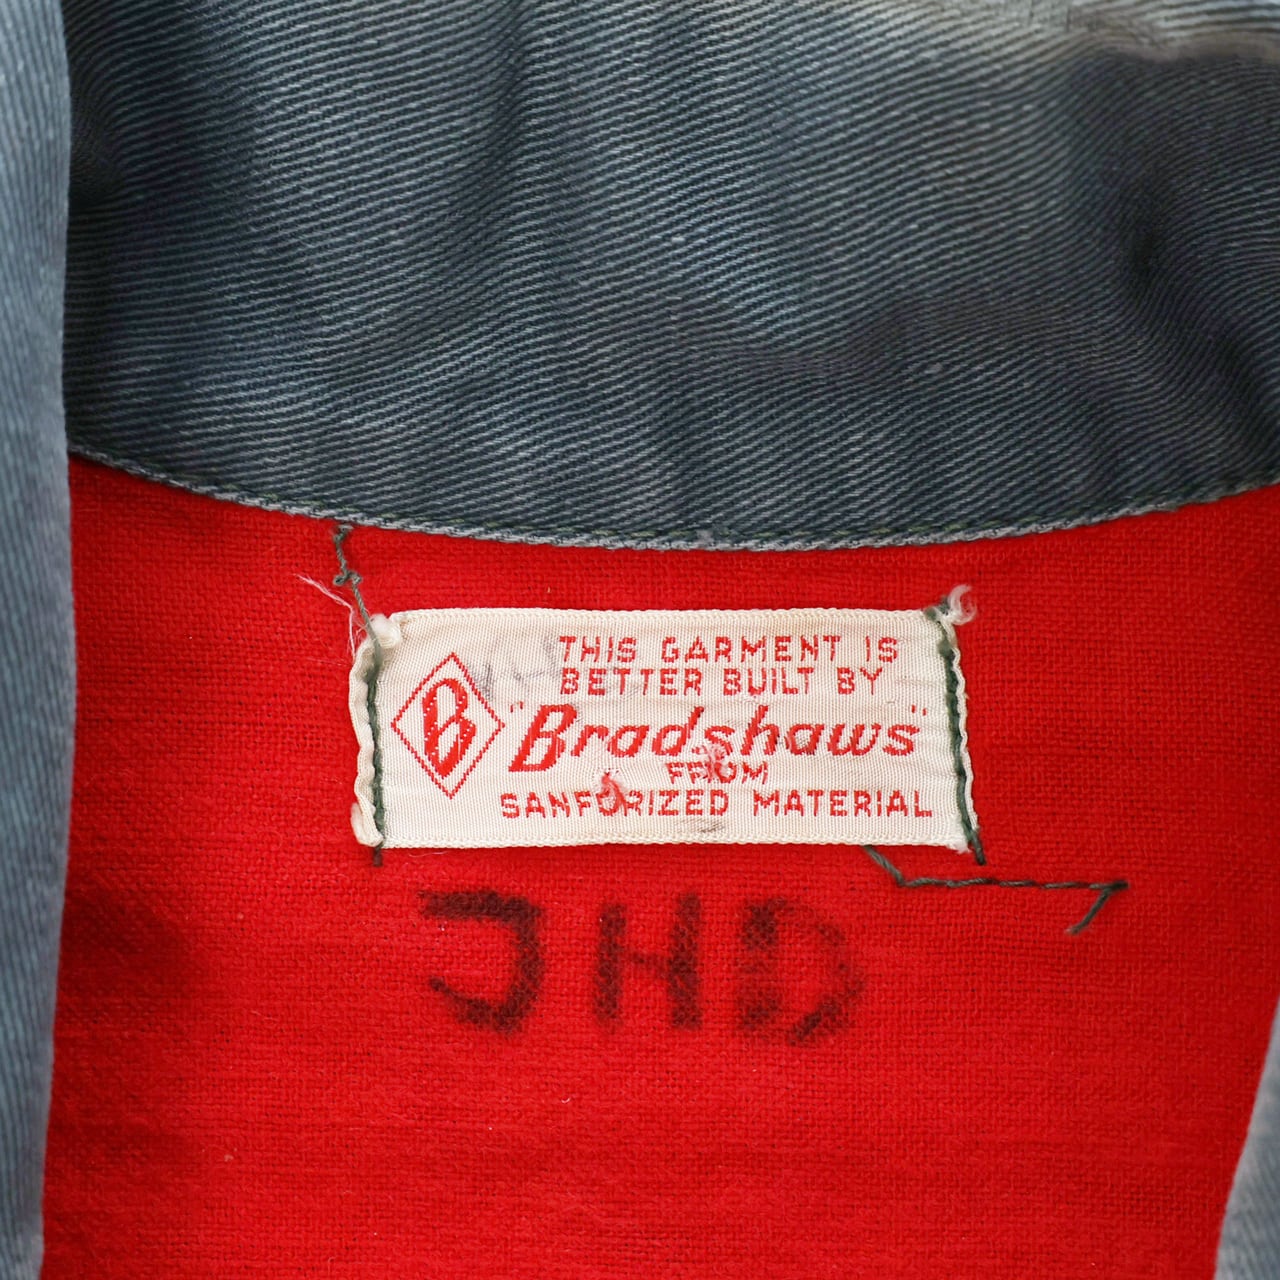 THIS GARMENT IS
BETTER BUILT BY
B
"Bradshaws"
FROM
SANFORIZED MATERIAL
JHD